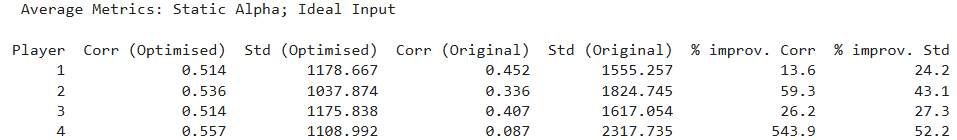 Average Metrics: Static Alpha; Ideal Input
Player Corr (Optimised) Std (Optimised) Corr (Original) Std (Original) % improv. Corr % improv. Std
1 0.514 1178.667 0.452 1555.257 13.6 24.2
2 0.536 1037.874 0.336 1824.745 59.3 43.1
3 0.514 1175.838 0.407 1617.054 26.2 27.3
4 0.557 1108.992 0.087 2317.735 543.9 52.2